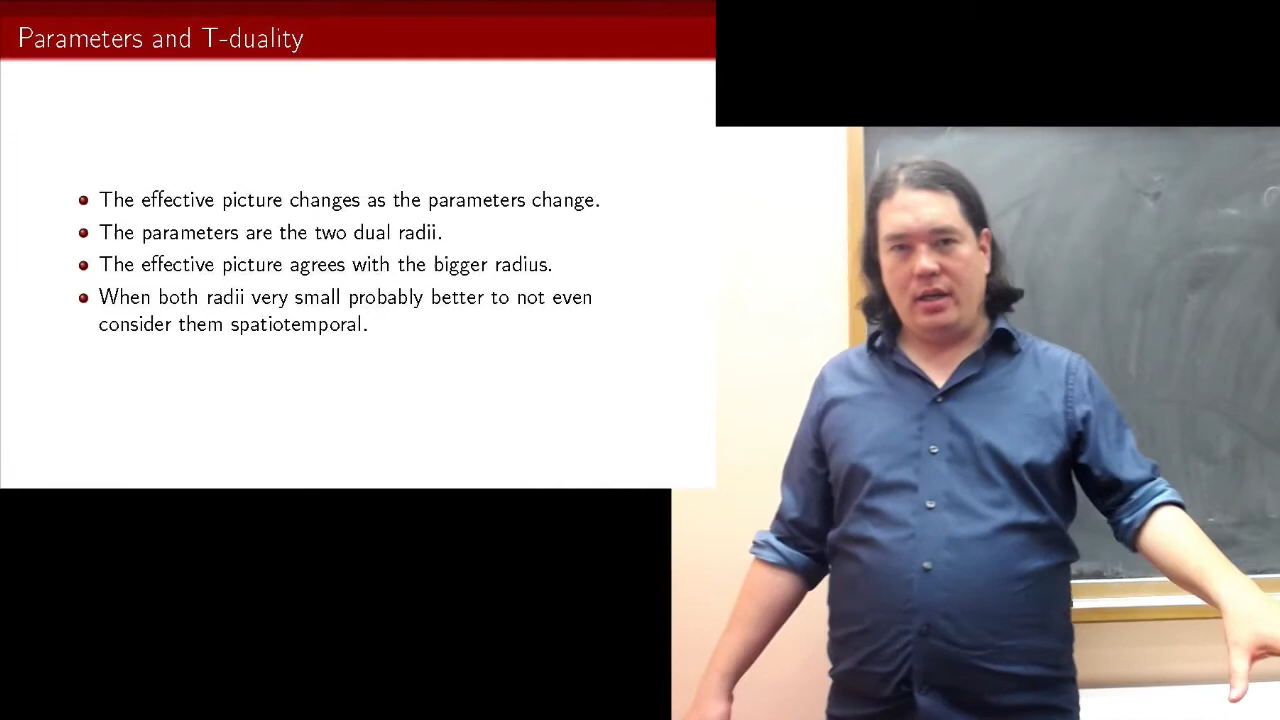 Parameters and T-duality
The effective picture changes as the parameters change.
The parameters are the two dual radii.
The effective picture agrees with the bigger radius.
When both radii very small probably better to not even
consider them spatiotemporal.